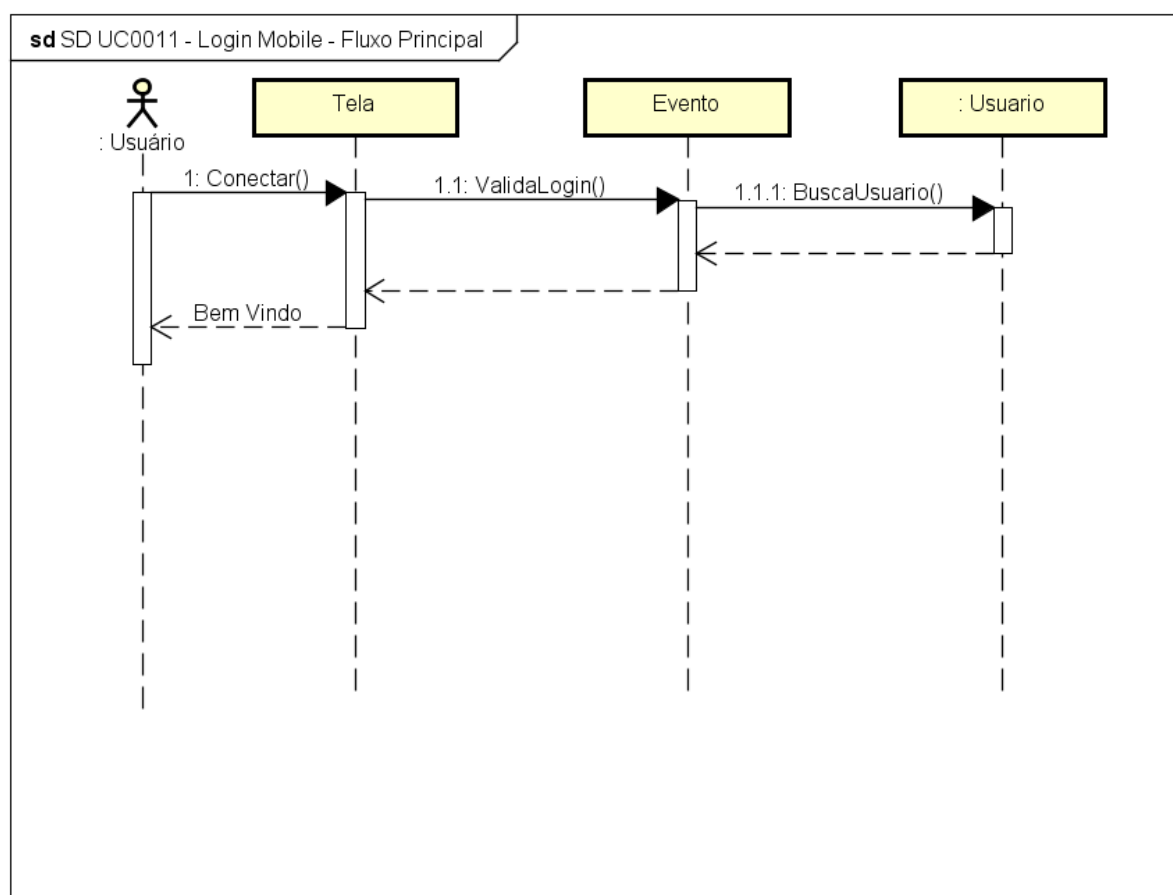 sd SD UC0011 - Login Mobile - Fluxo Principal
Tela
Evento
: Usuario
: Usuário
1: Conectar()
1.1: ValidaLogin()
1.1.1: BuscaUsuario()
Bem Vindo